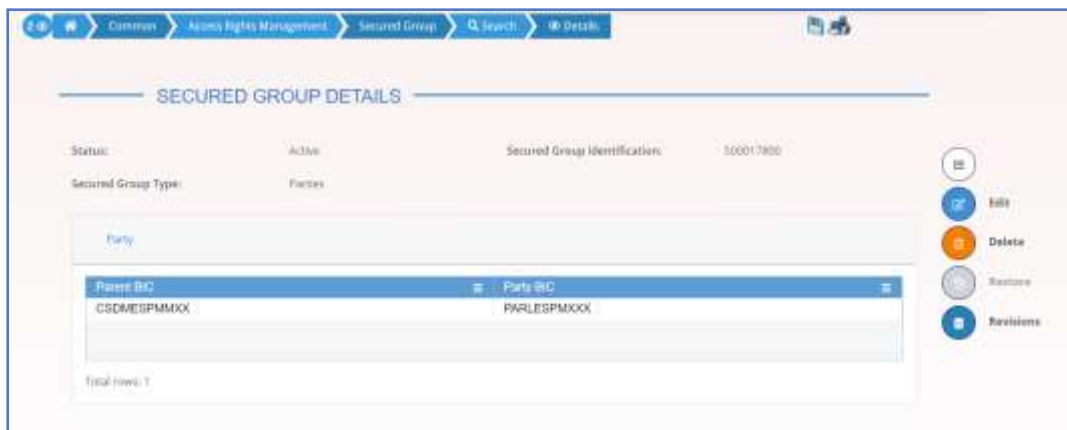 Common Access Rights Management Secured Group Search Details
SECURED GROUP DETAILS
Status: Active Secured Group Identification: 500017800
Secured Group Type: Parties
Edit
Party
Delete
Parent BIC Party BIC
Restore
CSDMESPMMXX PARLESPMXXX
Revisions
Total rows: 1